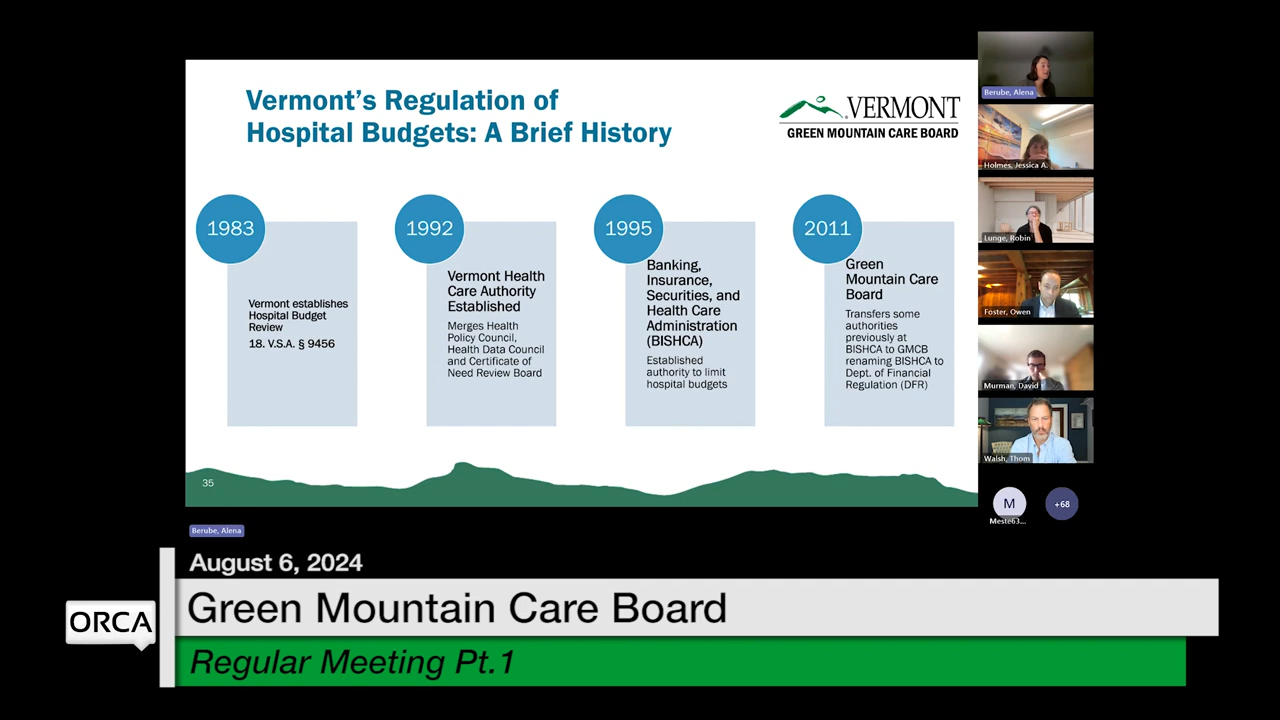 Vermont's Regulation of
Hospital Budgets: A Brief History
VERMONT
GREEN MOUNTAIN CARE BOARD
1983
Vermont establishes
Hospital Budget
Review
18. V.S.A. § 9456
1992
Vermont Health
Care Authority
Established
Merges Health
Policy Council,
Health Data Council
and Certificate of
Need Review Board
1995
Banking,
Insurance,
Securities, and
Health Care
Administration
(BISHCA)
Established
authority to limit
hospital budgets
2011
Green
Mountain Care
Board
Transfers some
authorities
previously at
BISHCA to GMCB
renaming BISHCA to
Dept. of Financial
Regulation (DFR)
35
Berube, Alena
Holmes, Jessica A.
Lunge, Robin
Foster, Owen
Murman, David
Walsh, Thom
M
Meste63...
+68
Berube, Alena
August 6, 2024
ORCA
Green Mountain Care Board
Regular Meeting Pt.1